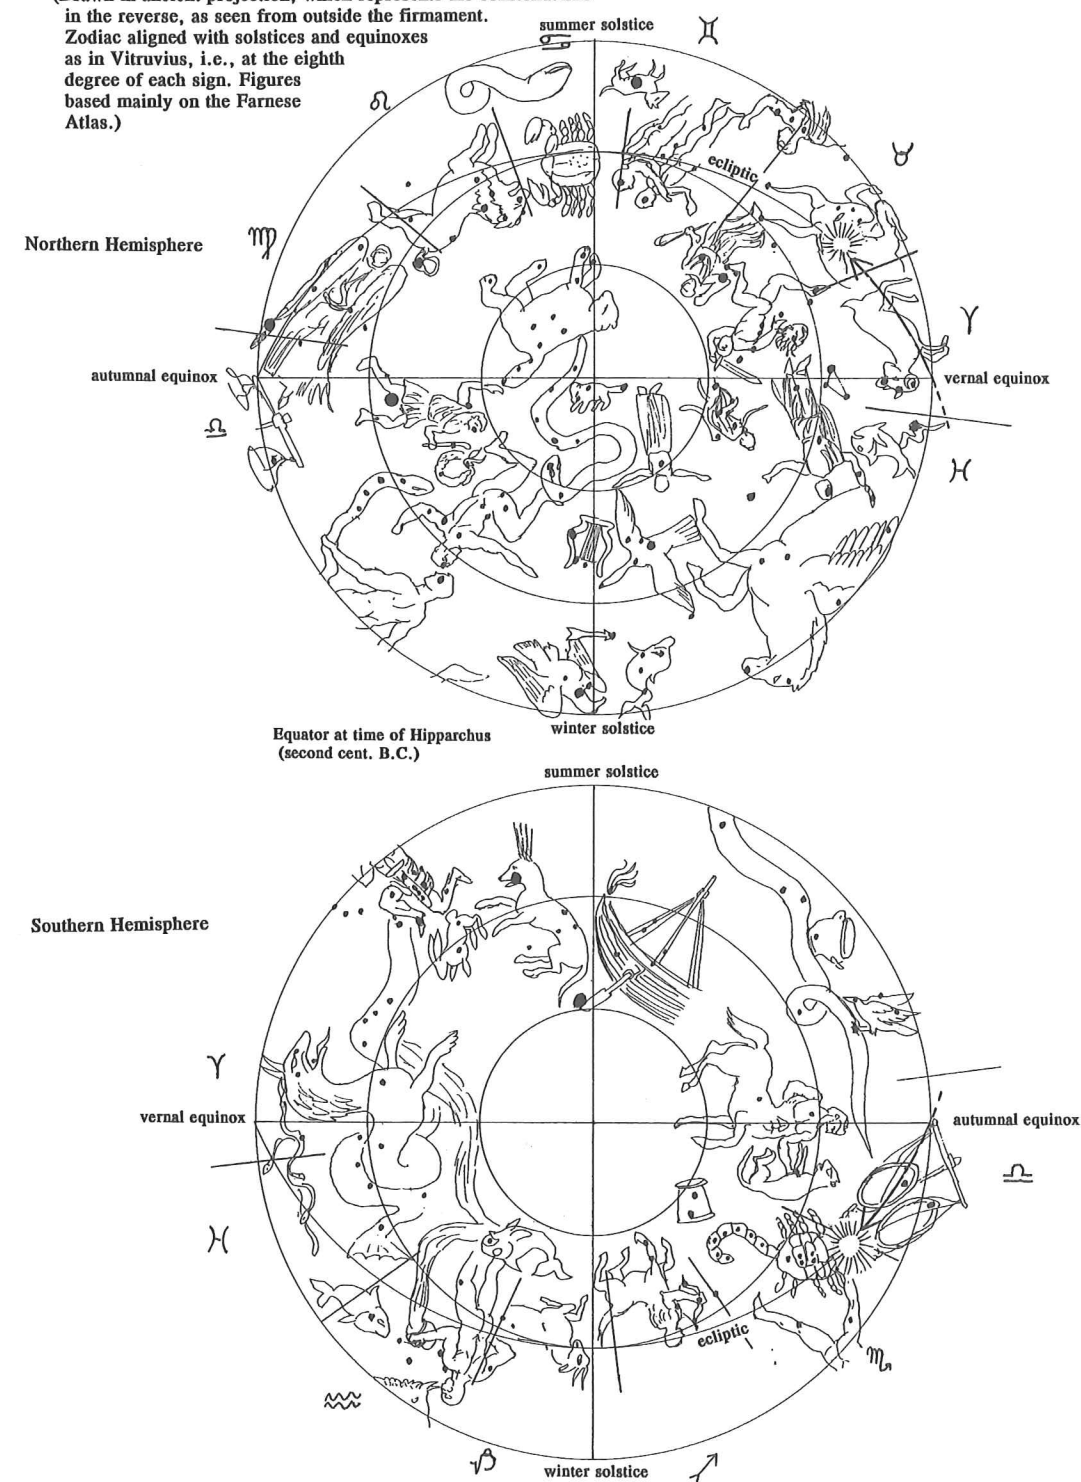 in the reverse, as seen from outside the firmament.
Zodiac aligned with solstices and equinoxes
as in Vitruvius, i.e., at the eighth
degree of each sign. Figures
based mainly on the Farnese
Atlas.)
summer solstice
♊
♋
♌
♉
ecliptic
Northern Hemisphere
♍
♈
autumnal equinox
vernal equinox
♎
♓
winter solstice
Equator at time of Hipparchus
(second cent. B.C.)
summer solstice
Southern Hemisphere
♈
vernal equinox
autumnal equinox
♎
♓
ecliptic
♏
♒
♑
winter solstice
♐